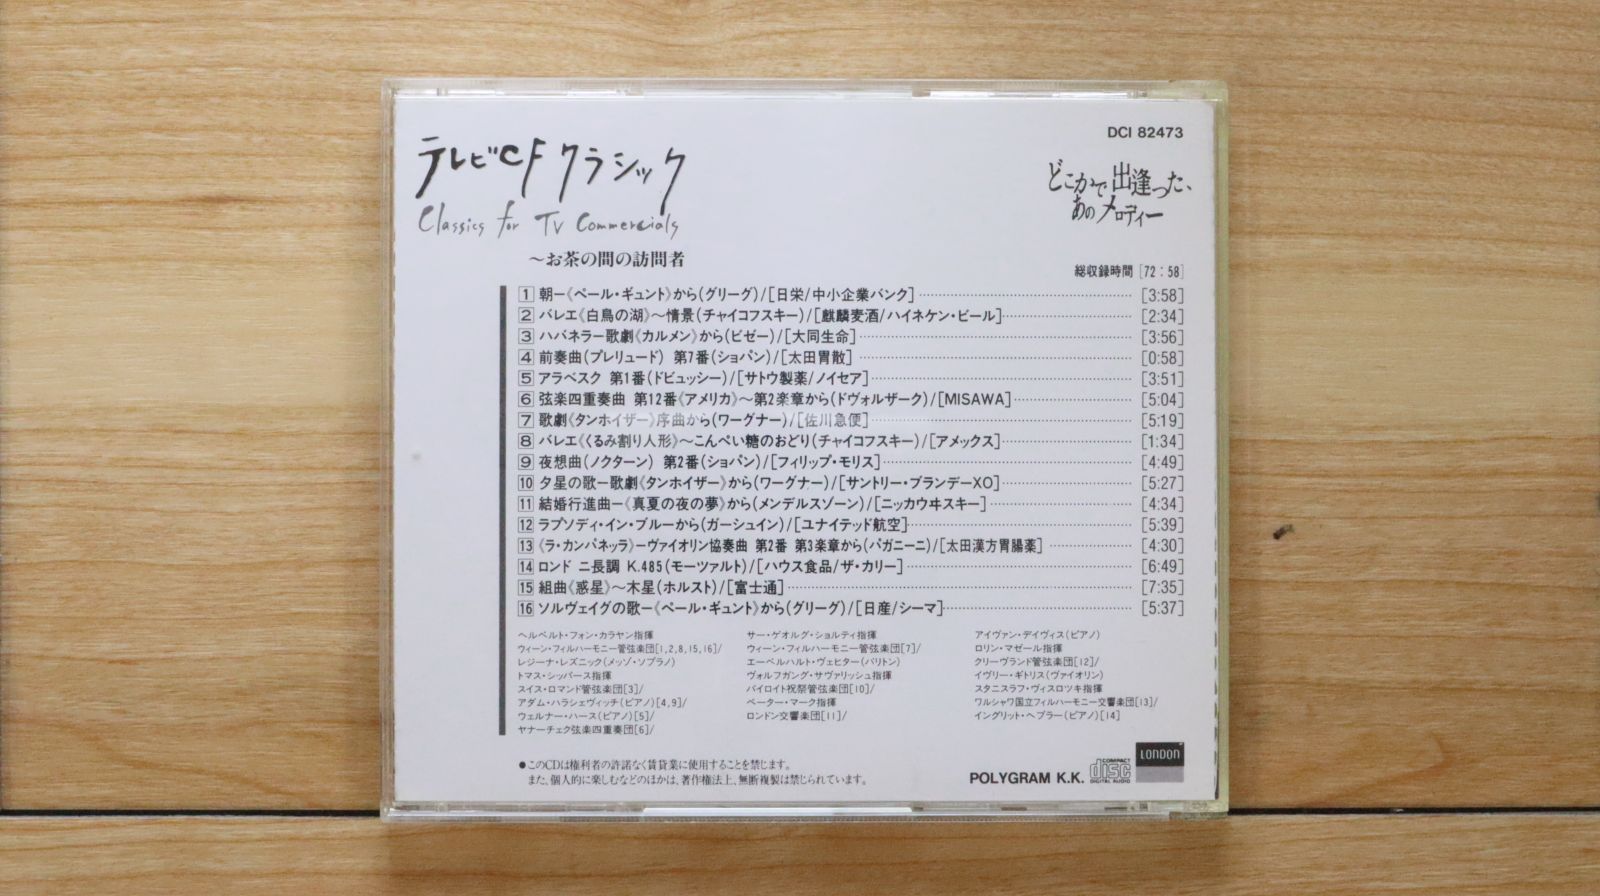 DCI 82473
テレビCFクラシック
Classics for TV Commercials
〜お茶の間の訪問者
どこかで出逢った、
あのメロディー
総収録時間[72:58]
1 朝ー《ペール・ギュント》から(グリーグ)/[日栄/中小企業バンク] [3:58]
2 バレエ《白鳥の湖》〜情景(チャイコフスキー)/[麒麟麦酒/ハイネケン・ビール] [2:34]
3 ハバネラー歌劇《カルメン》から(ビゼー)/[大同生命] [3:56]
4 前奏曲(プレリュード) 第7番(ショパン)/[太田胃散] [0:58]
5 アラベスク 第1番(ドビュッシー)/[サトウ製薬/ノイセア] [3:51]
6 弦楽四重奏曲 第12番《アメリカ》〜第2楽章から(ドヴォルザーク)/[MISAWA] [5:04]
7 歌劇《タンホイザー》序曲から(ワーグナー)/[佐川急便] [5:19]
8 バレエ《くるみ割り人形》〜こんぺい糖のおどり(チャイコフスキー)/[アメックス] [1:34]
9 夜想曲(ノクターン) 第2番(ショパン)/[フィリップ・モリス] [4:49]
10 夕星の歌ー歌劇《タンホイザー》から(ワーグナー)/[サントリー・ブランデーXO] [5:27]
11 結婚行進曲ー《真夏の夜の夢》から(メンデルスゾーン)/[ニッカウヰスキー] [4:34]
12 ラプソディ・イン・ブルーから(ガーシュイン)/[ユナイテッド航空] [5:39]
13 《ラ・カンパネッラ》ーヴァイオリン協奏曲 第2番 第3楽章から(パガニーニ)/[太田漢方胃腸薬] [4:30]
14 ロンド ニ長調 K.485(モーツァルト)/[ハウス食品/ザ・カリー] [6:49]
15 組曲《惑星》〜木星(ホルスト)/[富士通] [7:35]
16 ソルヴェイグの歌ー《ペール・ギュント》から(グリーグ)/[日産/シーマ] [5:37]
ヘルベルト・フォン・カラヤン指揮
ウィーン・フィルハーモニー管弦楽団[1,2,8,15,16]/
レジーナ・レズニック(メッゾ・ソプラノ)
トマス・シッパース指揮
スイス・ロマンド管弦楽団[3]/
アダム・ハラシェヴィッチ(ピアノ)[4,9]/
ウェルナー・ハース(ピアノ)[5]/
ヤナーチェク弦楽四重奏団[6]/
サー・ゲオルグ・ショルティ指揮
ウィーン・フィルハーモニー管弦楽団[7]/
エーベルハルト・ヴェヒター(バリトン)
ヴォルフガング・サヴァリッシュ指揮
バイロイト祝祭管弦楽団[10]/
ペーター・マーク指揮
ロンドン交響楽団[11]/
アイヴァン・デイヴィス(ピアノ)
ロリン・マゼール指揮
クリーヴランド管弦楽団[12]/
イヴリー・ギトリス(ヴァイオリン)
スタニスラフ・ヴィスロツキ指揮
ワルシャワ国立フィルハーモニー交響楽団[13]/
イングリット・ヘブラー(ピアノ)[14]
●このCDは権利者の許諾なく賃貸業に使用することを禁じます。
また、個人的に楽しむなどのほかは、著作権法上、無断複製は禁じられています。
POLYGRAM K.K.
COMPACT
disc
DIGITAL AUDIO
LONDON